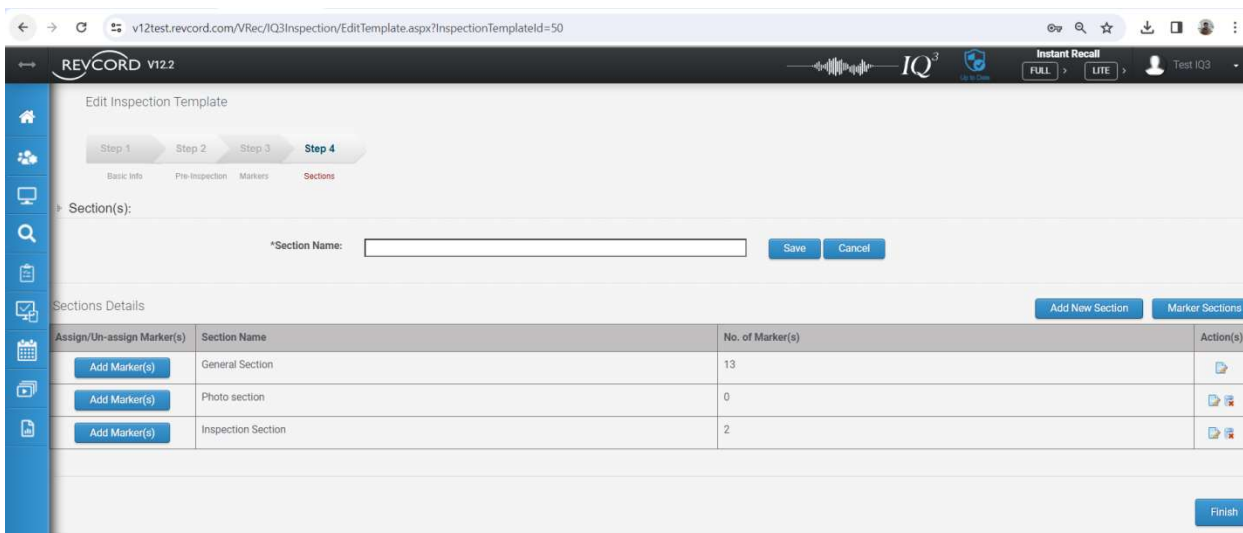 v12test.revcord.com/VRec/IQ3Inspection/EditTemplate.aspx?InspectionTemplateId=50
REVCORD V12.2
IQ3
Up to Date
Instant Recall
FULL > LITE >
Test IQ3
Edit Inspection Template
Step 1 Step 2 Step 3 Step 4
Basic Info Pre-Inspection Markers Sections
Section(s):
*Section Name: Save Cancel
Sections Details Add New Section Marker Sections
Assign/Un-assign Marker(s) Section Name No. of Marker(s) Action(s)
Add Marker(s) General Section 13
Add Marker(s) Photo section 0
Add Marker(s) Inspection Section 2
Finish